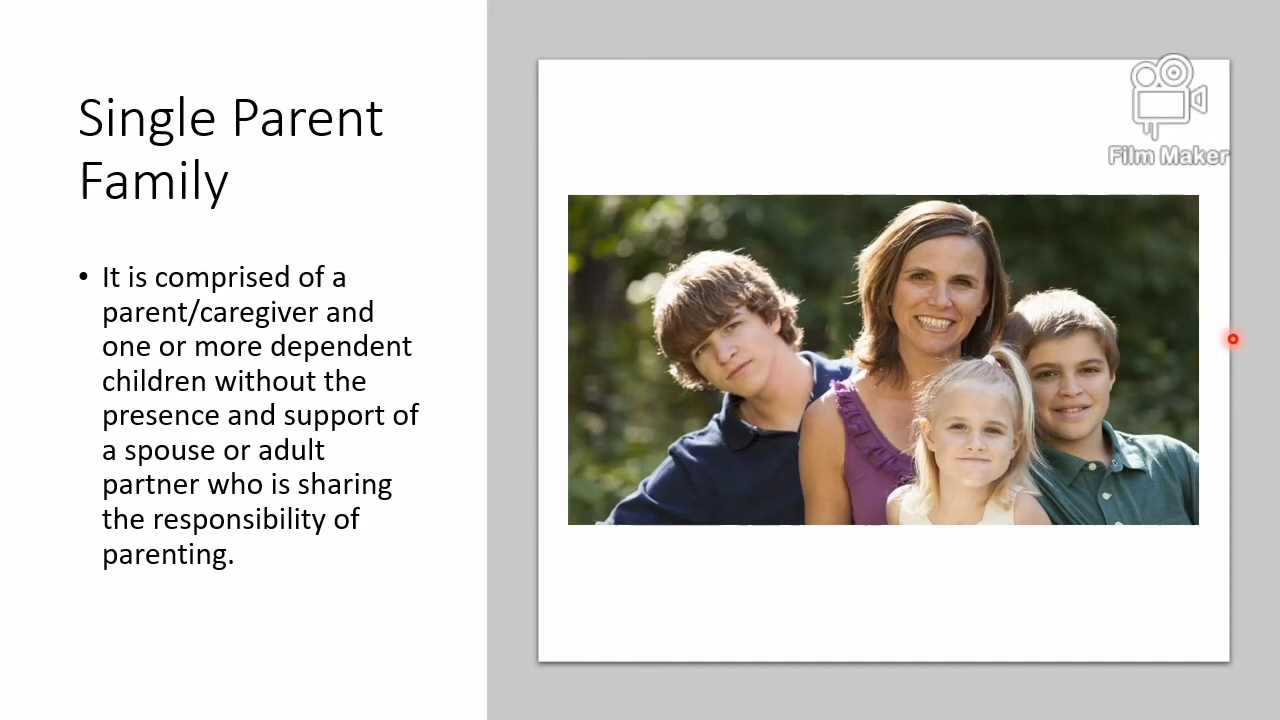 Single Parent
Family
• It is comprised of a
parent/caregiver and
one or more dependent
children without the
presence and support of
a spouse or adult
partner who is sharing
the responsibility of
parenting.
Film Maker